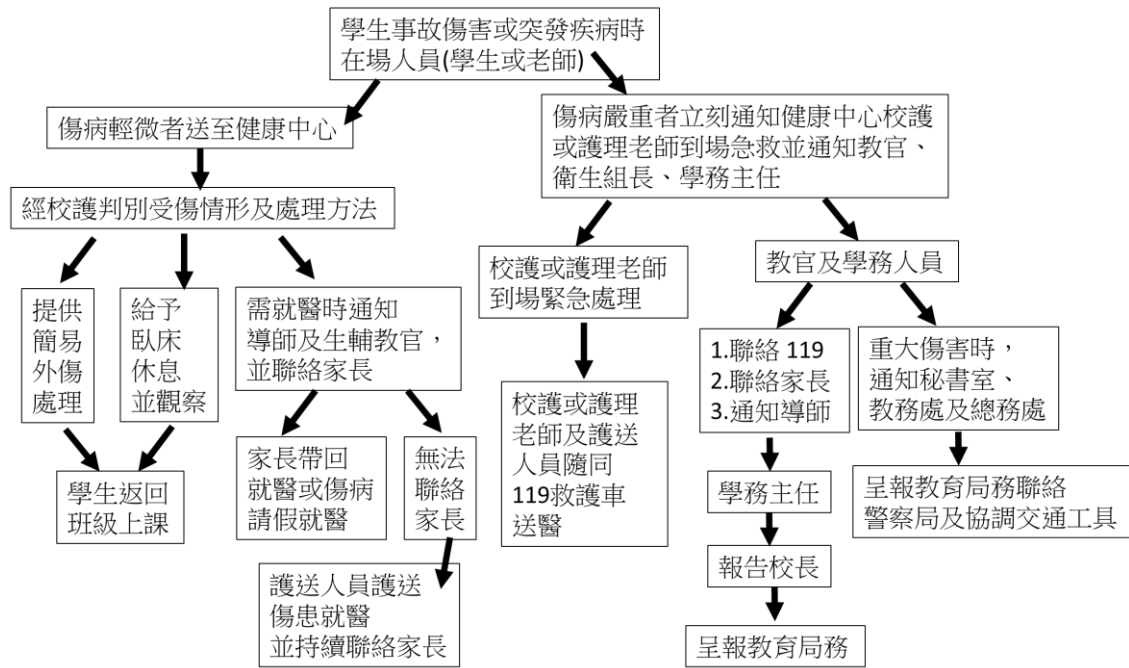 學生事故傷害或突發疾病時
在場人員(學生或老師)
傷病輕微者送至健康中心
傷病嚴重者立刻通知健康中心校護
或護理老師到場急救並通知教官、
衛生組長、學務主任
經校護判別受傷情形及處理方法
校護或護理老師
到場緊急處理
教官及學務人員
提供
簡易
外傷
處理
給予
臥床
休息
並觀察
需就醫時通知
導師及生輔教官，
並聯絡家長
1.聯絡 119
2.聯絡家長
3.通知導師
重大傷害時，
通知秘書室、
教務處及總務處
校護或護理
老師及護送
人員隨同
119救護車
送醫
家長帶回
就醫或傷病
請假就醫
無法
聯絡
家長
學生返回
班級上課
學務主任
呈報教育局務聯絡
警察局及協調交通工具
報告校長
護送人員護送
傷患就醫
並持續聯絡家長
呈報教育局務